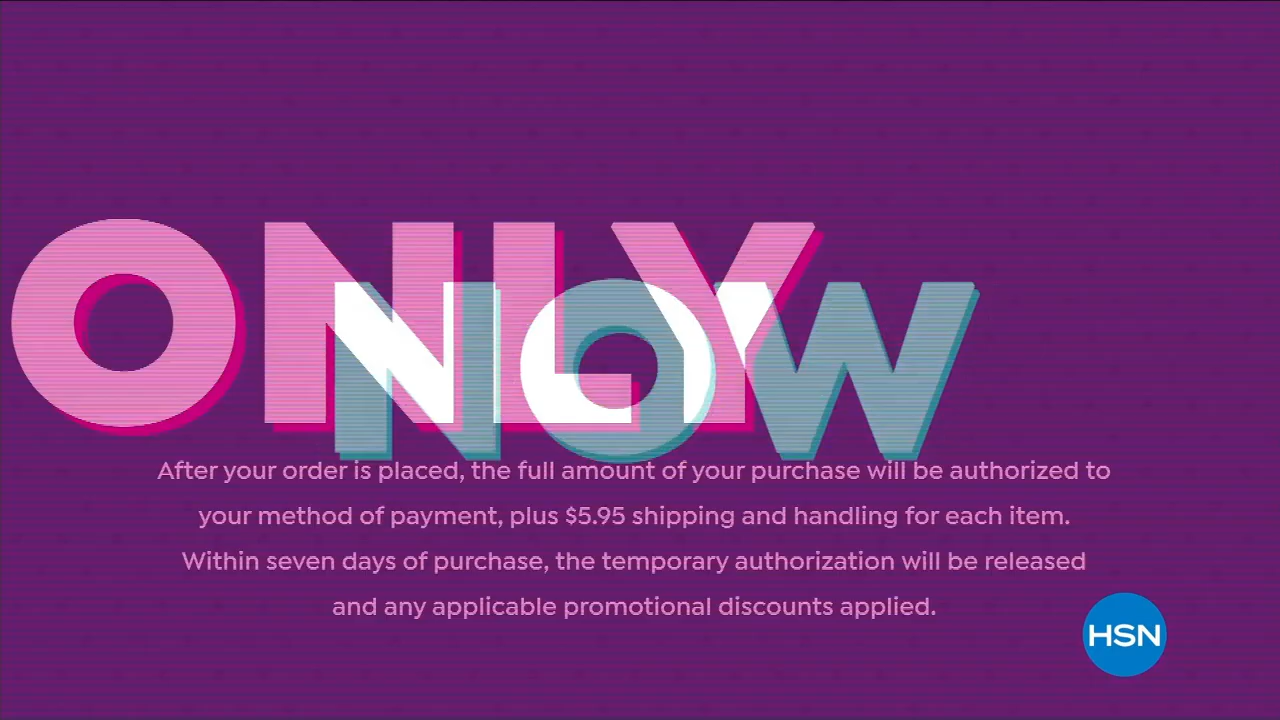 ONLY
NOW
After your order is placed, the full amount of your purchase will be authorized to
your method of payment, plus $5.95 shipping and handling for each item.
Within seven days of purchase, the temporary authorization will be released
and any applicable promotional discounts applied.
HSN